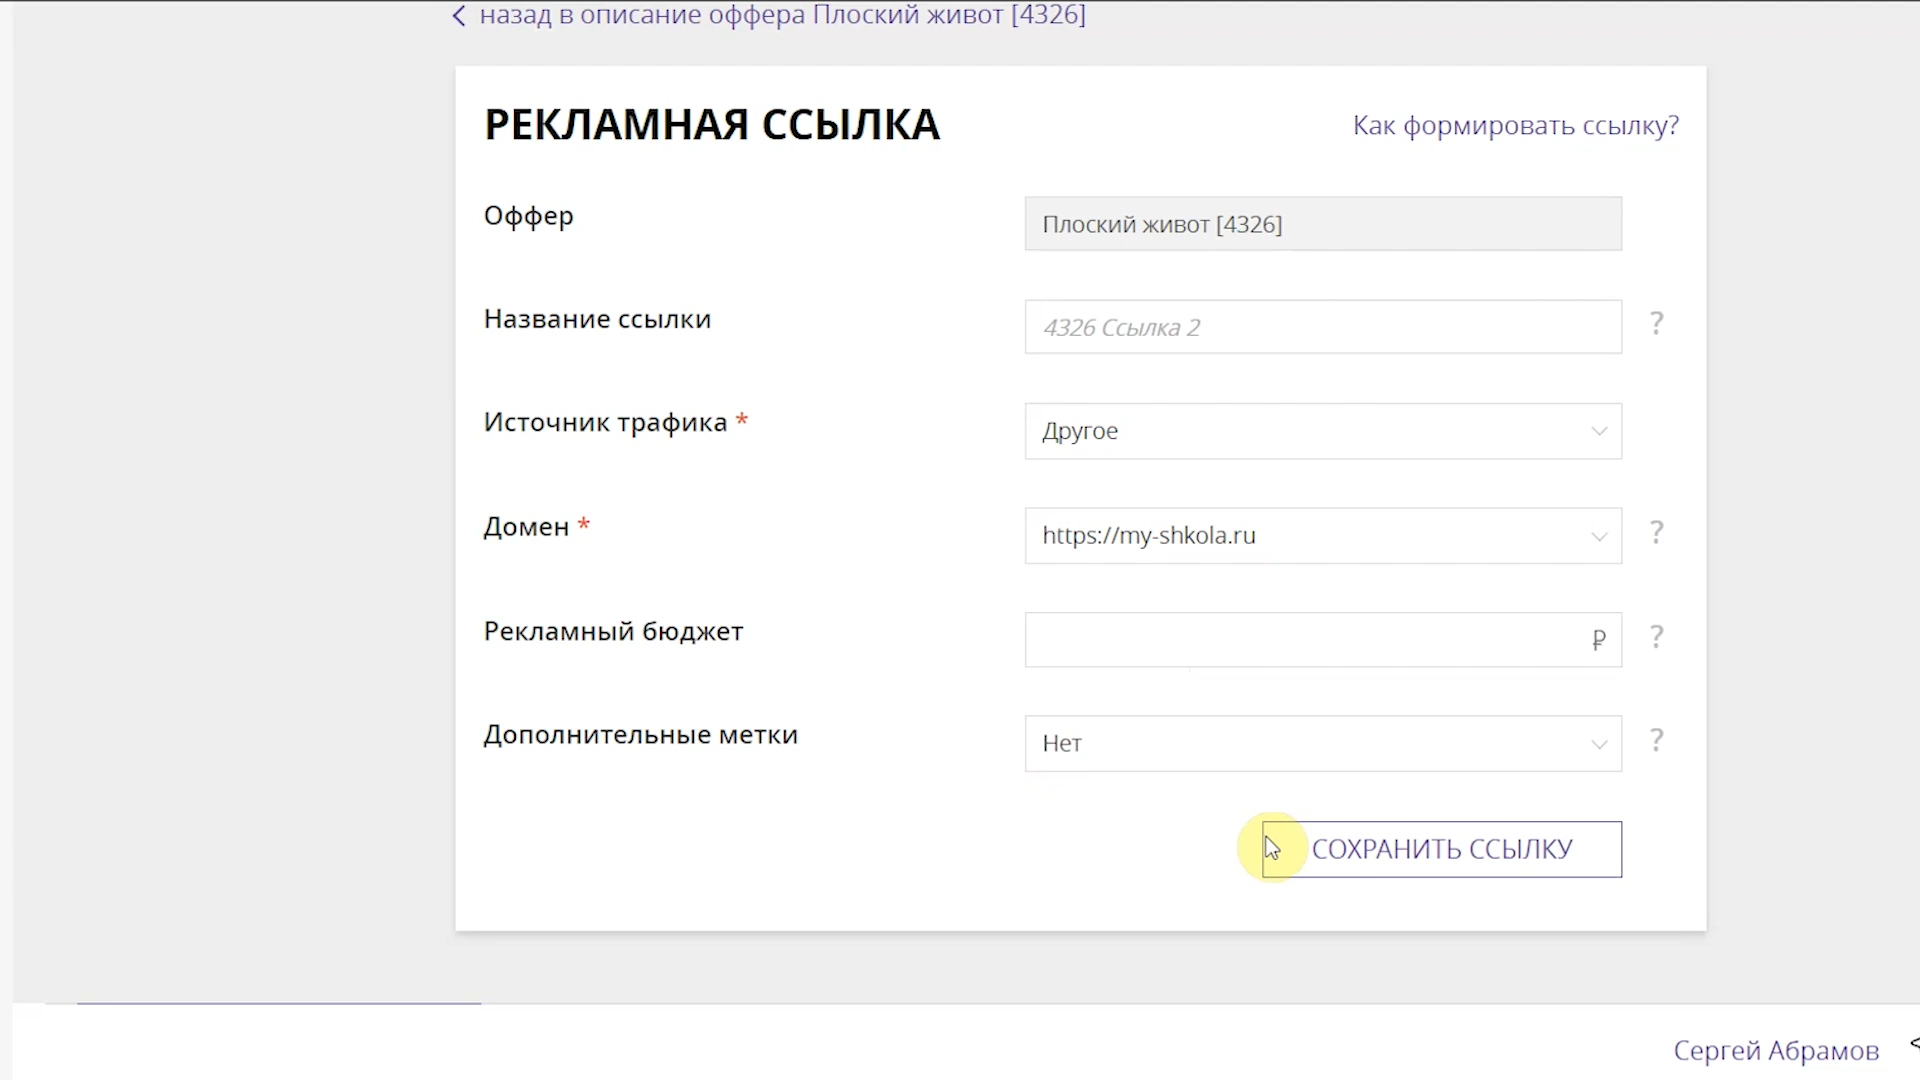 назад в описание оффера Плоский живот [4326]
РЕКЛАМНАЯ ССЫЛКА
Как формировать ссылку?
Оффер
Плоский живот [4326]
Название ссылки
4326 Ссылка 2
?
Источник трафика *
Другое
Домен *
https://my-shkola.ru
?
Рекламный бюджет
₽
?
Дополнительные метки
Нет
?
СОХРАНИТЬ ССЫЛКУ
Сергей Абрамов